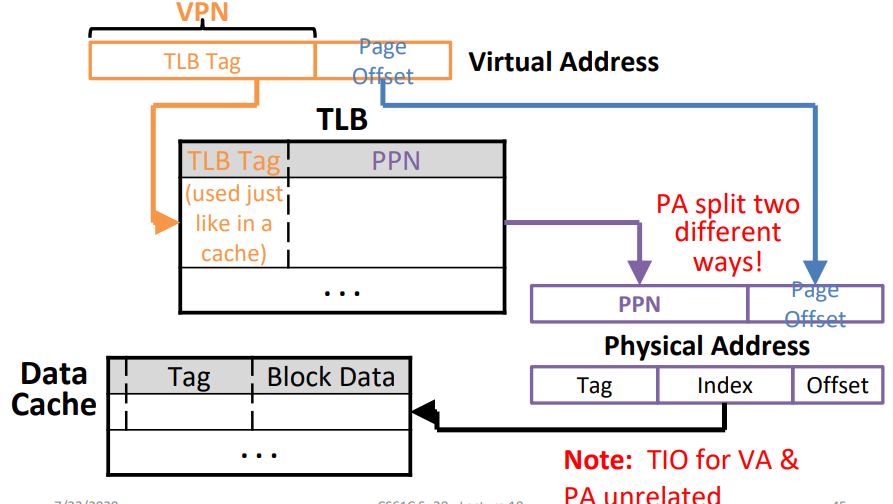 VPN
TLB Tag
Page
Offset
Virtual Address
TLB
TLB Tag
PPN
(used just
like in a
cache)
...
PA split two
different
ways!
PPN
Page
Offset
Physical Address
Data
Cache
Tag
Block Data
...
Tag
Index
Offset
Note: TIO for VA &
PA unrelated